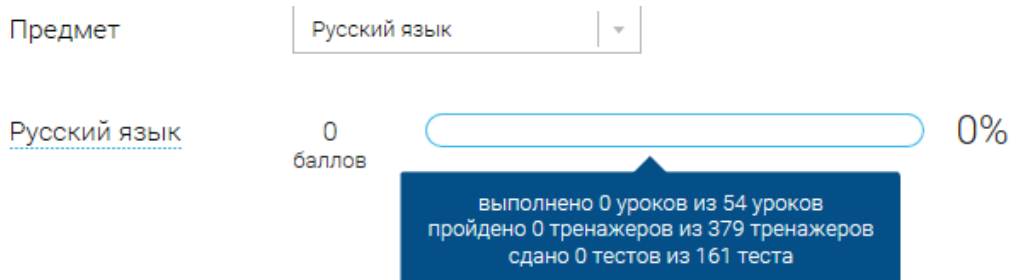 Предмет
Русский язык
Русский язык
0
баллов
0%
выполнено 0 уроков из 54 уроков
пройдено 0 тренажеров из 379 тренажеров
сдано 0 тестов из 161 теста